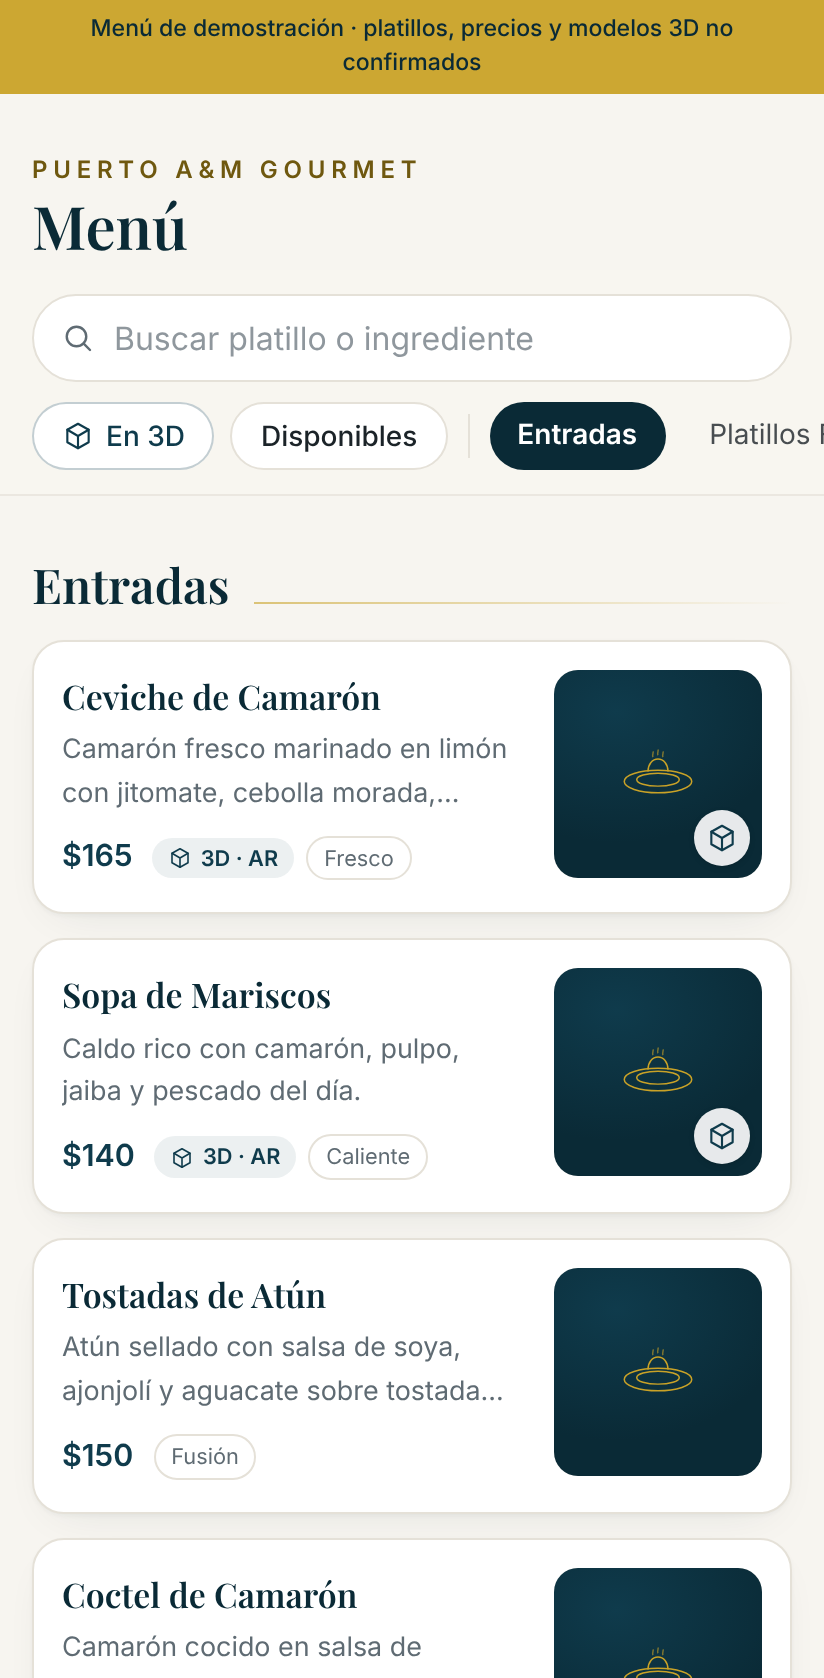 Menú de demostración · platillos, precios y modelos 3D no
confirmados
PUERTO A&M GOURMET
Menú
Buscar platillo o ingrediente
En 3D
Disponibles
Entradas
Platillos
Entradas
Ceviche de Camarón
Camarón fresco marinado en limón
con jitomate, cebolla morada,...
$165
3D · AR
Fresco
Sopa de Mariscos
Caldo rico con camarón, pulpo,
jaiba y pescado del día.
$140
3D · AR
Caliente
Tostadas de Atún
Atún sellado con salsa de soya,
ajonjolí y aguacate sobre tostada...
$150
Fusión
Coctel de Camarón
Camarón cocido en salsa de